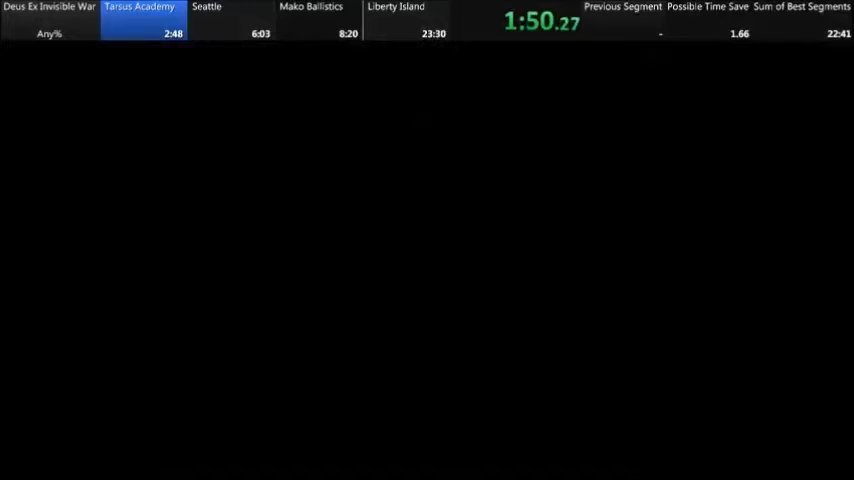 Deus Ex Invisible War
Any%
Tarsus Academy
2:48
Seattle
6:03
Mako Ballistics
8:20
Liberty Island
23:30
1:50.27
Previous Segment
-
Possible Time Save
1.66
Sum of Best Segments
22:41